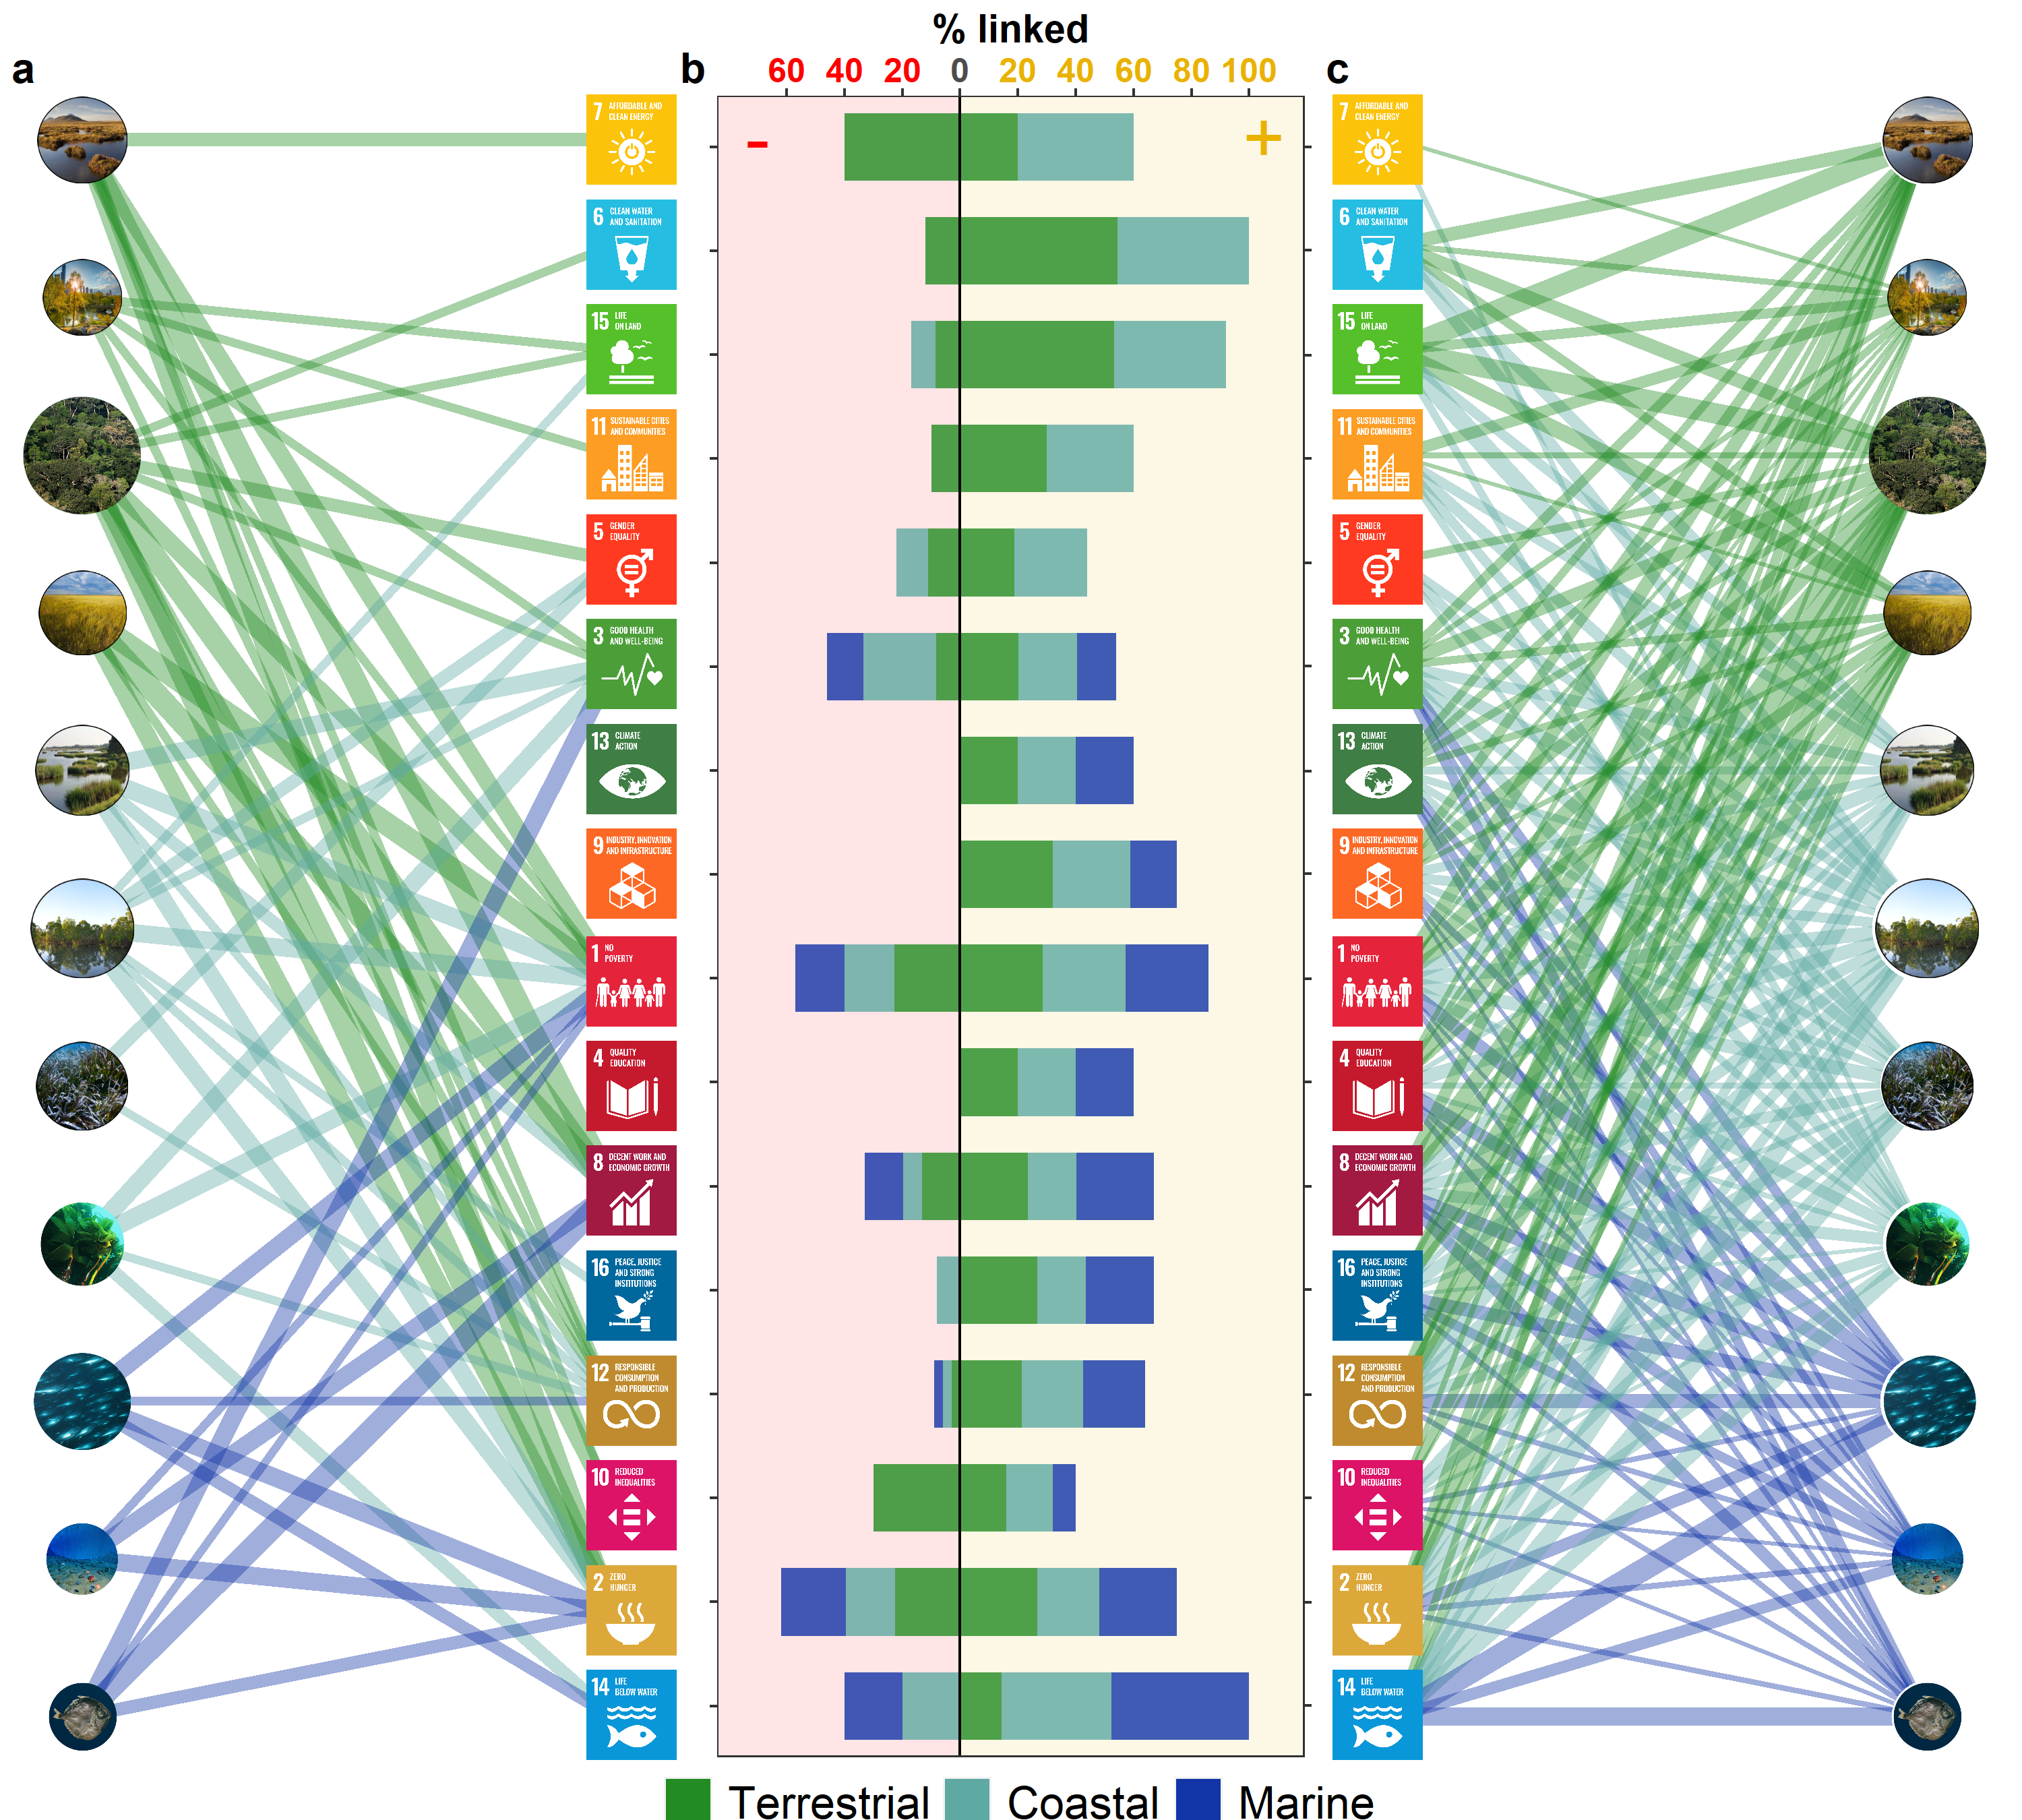 % linked
a
b
60 40 20 0 20 40 60 80 100
c
-
+
7 AFFORDABLE AND
CLEAN ENERGY
6 CLEAN WATER
AND SANITATION
15 LIFE
ON LAND
11 SUSTAINABLE CITIES
AND COMMUNITIES
5 GENDER
EQUALITY
3 GOOD HEALTH
AND WELL-BEING
13 CLIMATE
ACTION
9 INDUSTRY, INNOVATION
AND INFRASTRUCTURE
1 NO
POVERTY
4 QUALITY
EDUCATION
8 DECENT WORK AND
ECONOMIC GROWTH
16 PEACE, JUSTICE
AND STRONG
INSTITUTIONS
12 RESPONSIBLE
CONSUMPTION
AND PRODUCTION
10 REDUCED
INEQUALITIES
2 ZERO
HUNGER
14 LIFE
BELOW WATER
7 AFFORDABLE AND
CLEAN ENERGY
6 CLEAN WATER
AND SANITATION
15 LIFE
ON LAND
11 SUSTAINABLE CITIES
AND COMMUNITIES
5 GENDER
EQUALITY
3 GOOD HEALTH
AND WELL-BEING
13 CLIMATE
ACTION
9 INDUSTRY, INNOVATION
AND INFRASTRUCTURE
1 NO
POVERTY
4 QUALITY
EDUCATION
8 DECENT WORK AND
ECONOMIC GROWTH
16 PEACE, JUSTICE
AND STRONG
INSTITUTIONS
12 RESPONSIBLE
CONSUMPTION
AND PRODUCTION
10 REDUCED
INEQUALITIES
2 ZERO
HUNGER
14 LIFE
BELOW WATER
Terrestrial Coastal Marine